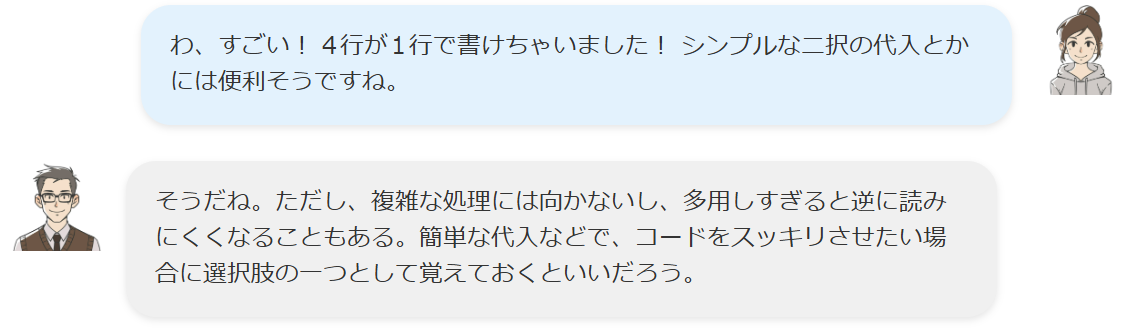 わ、すごい！ ４行が１行で書けちゃいました！ シンプルな二択の代入とか
には便利そうですね。
そうだね。ただし、複雑な処理には向かないし、多用しすぎると逆に読み
にくくなることもある。簡単な代入などで、コードをスッキリさせたい場
合に選択肢の一つとして覚えておくといいだろう。